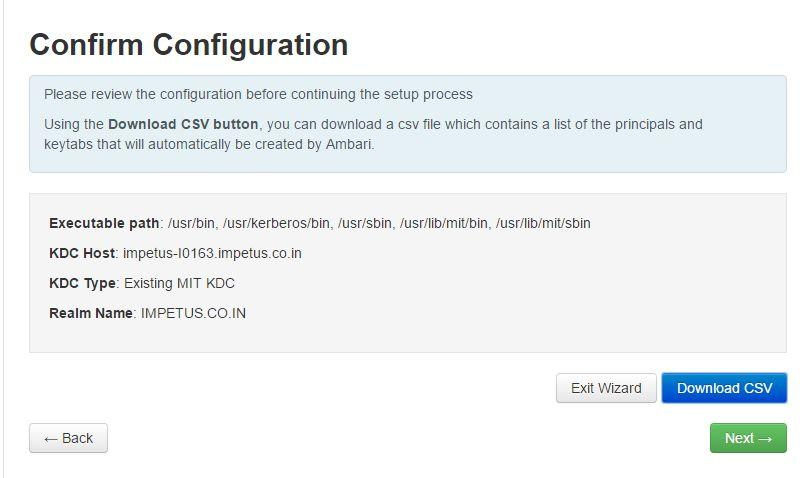 Confirm Configuration
Please review the configuration before continuing the setup process
Using the Download CSV button, you can download a csv file which contains a list of the principals and
keytabs that will automatically be created by Ambari.
Executable path: /usr/bin, /usr/kerberos/bin, /usr/sbin, /usr/lib/mit/bin, /usr/lib/mit/sbin
KDC Host: impetus-I0163.impetus.co.in
KDC Type: Existing MIT KDC
Realm Name: IMPETUS.CO.IN
Exit Wizard Download CSV
← Back Next →